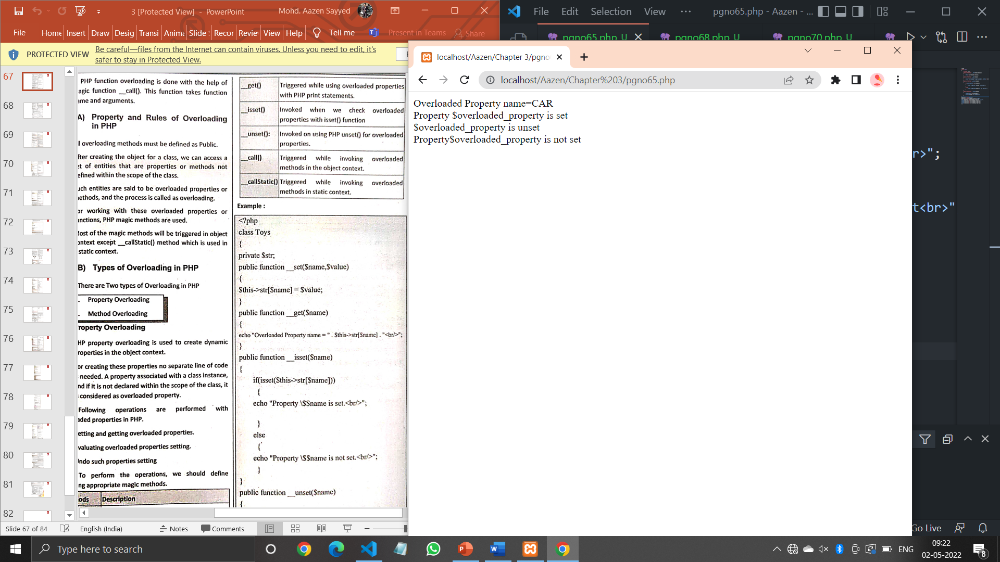 3 [Protected View] - PowerPoint
Mohd. Aazen Sayyed
File
Home
Insert
Draw
Desig
Transi
Anima
Slide
Recor
Review
View
Help
Tell me
Present in Teams
Share
PROTECTED VIEW
Be careful—files from the Internet can contain viruses. Unless you need to edit, it's
safer to stay in Protected View.
67
68
69
70
71
72
73
74
75
76
77
78
79
80
81
82
PHP function overloading is done with the help of
agic function __call(). This function takes function
ame and arguments.
A) Property and Rules of Overloading
in PHP
ll overloading methods must be defined as Public.
fter creating the object for a class, we can access a
et of entities that are properties or methods not
efined within the scope of the class.
uch entities are said to be overloaded properties or
ethods, and the process is called as overloading.
or working with these overloaded properties or
unctions, PHP magic methods are used.
lost of the magic methods will be triggered in object
ontext except __callStatic() method which is used in
static context.
B) Types of Overloading in PHP
There are Two types of Overloading in PHP
. Property Overloading
. Method Overloading
roperty Overloading
HP property overloading is used to create dynamic
roperties in the object context.
or creating these properties no separate line of code
needed. A property associated with a class instance,
nd if it is not declared within the scope of the class, it
considered as overloaded property.
Following operations are performed with
aded properties in PHP.
etting and getting overloaded properties.
valuating overloaded properties setting.
Undo such properties setting
To perform the operations, we should define
ng appropriate magic methods.
ods Description
__get() Triggered while using overloaded properties
with PHP print statements.
__isset() Invoked when we check overloaded
properties with isset() function
__unset(): Invoked on using PHP unset() for overloaded
properties.
__call() Triggered while invoking overloaded
methods in the object context.
__callStatic() Triggered while invoking overloaded
methods in static context.
Example :
<?php
class Toys
{
private $str;
public function __set($name,$value)
{
$this->str[$name] = $value;
}
public function __get($name)
{
echo "Overloaded Property name = " . $this->str[$name] . "<br/>";
}
public function __isset($name)
{
if(isset($this->str[$name]))
{
echo "Property \$$name is set.<br/>";
}
else
{
echo "Property \$$name is not set.<br/>";
}
}
public function __unset($name)
{
Slide 67 of 84
English (India)
Notes
Comments
File
Edit
Selection
View
pgno65.php - Aazen - ...
pgno65.php U
pgno68.php U
pgno70.php U
localhost/Aazen/Chapter 3/pgno
localhost/Aazen/Chapter%203/pgno65.php
Overloaded Property name=CAR
Property $overloaded_property is set
$overloaded_property is unset
Property$overloaded_property is not set
r>";
t<br>"
Go Live
Type here to search
ENG
09:22
02-05-2022
8